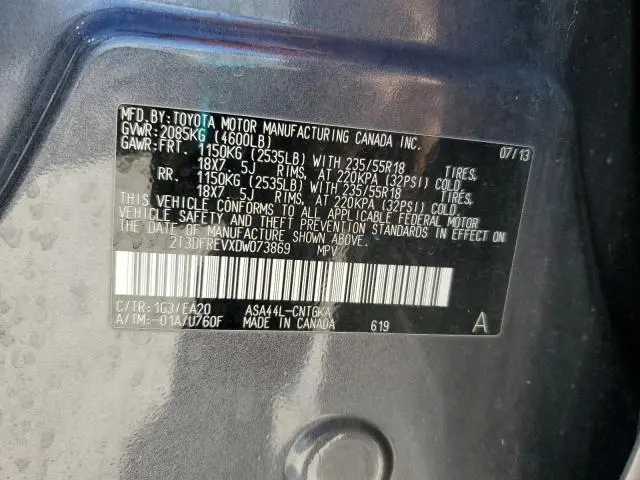 MFD.BY:TOYOTA MOTOR MANUFACTURING CANADA INC.
GVWR:2085KG (4600LB) 07/13
GAWR:FRT. 1150KG (2535LB) WITH 235/55R18 TIRES,
18X7. 5J RIMS, AT 220KPA (32PSI) COLD.
RR. 1150KG (2535LB) WITH 235/55R18 TIRES,
18X7. 5J RIMS, AT 220KPA (32PSI) COLD.
THIS VEHICLE CONFORMS TO ALL APPLICABLE FEDERAL MOTOR
VEHICLE SAFETY AND THEFT PREVENTION STANDARDS IN EFFECT ON
THE DATE OF MANUFACTURE SHOWN ABOVE.
2T3DFREVXDW073869 MPV
C/TR:1G3/EA20 ASA44L-CNTGKA
A/TM:-01A/U760F MADE IN CANADA 619 A